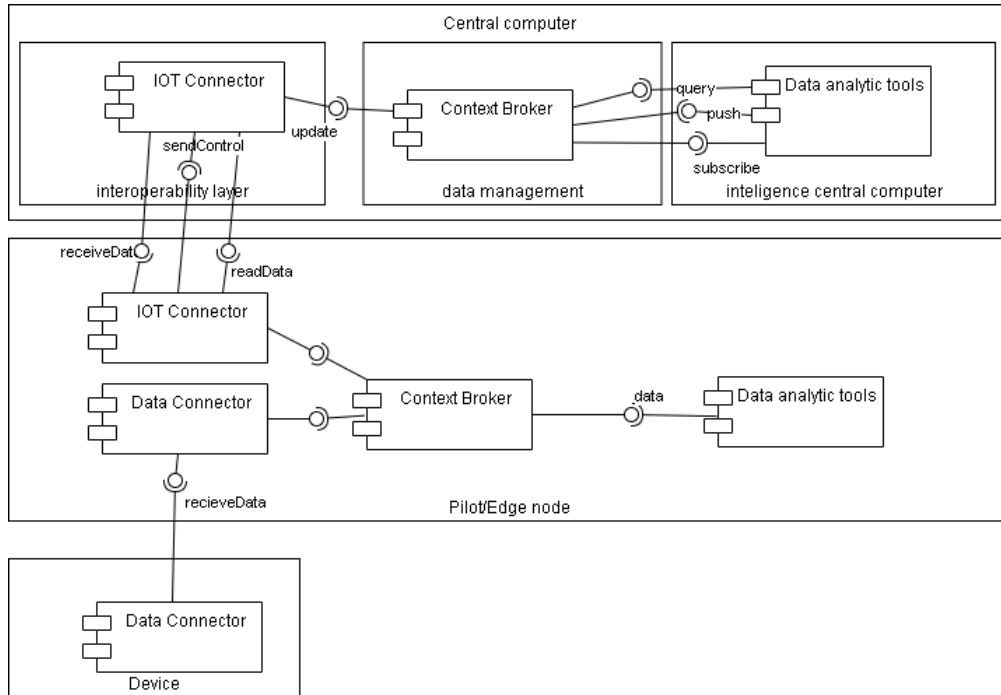 Central computer
IOT Connector
Context Broker
Data analytic tools
query
push
update
sendControl
subscribe
interoperability layer
data management
inteligence central computer
receiveData
readData
IOT Connector
Data Connector
Context Broker
data
Data analytic tools
recieveData
Pilot/Edge node
Data Connector
Device